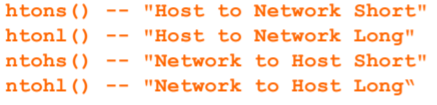 htons() -- "Host to Network Short"
htonl() -- "Host to Network Long"
ntohs() -- "Network to Host Short"
ntohl() -- "Network to Host Long“